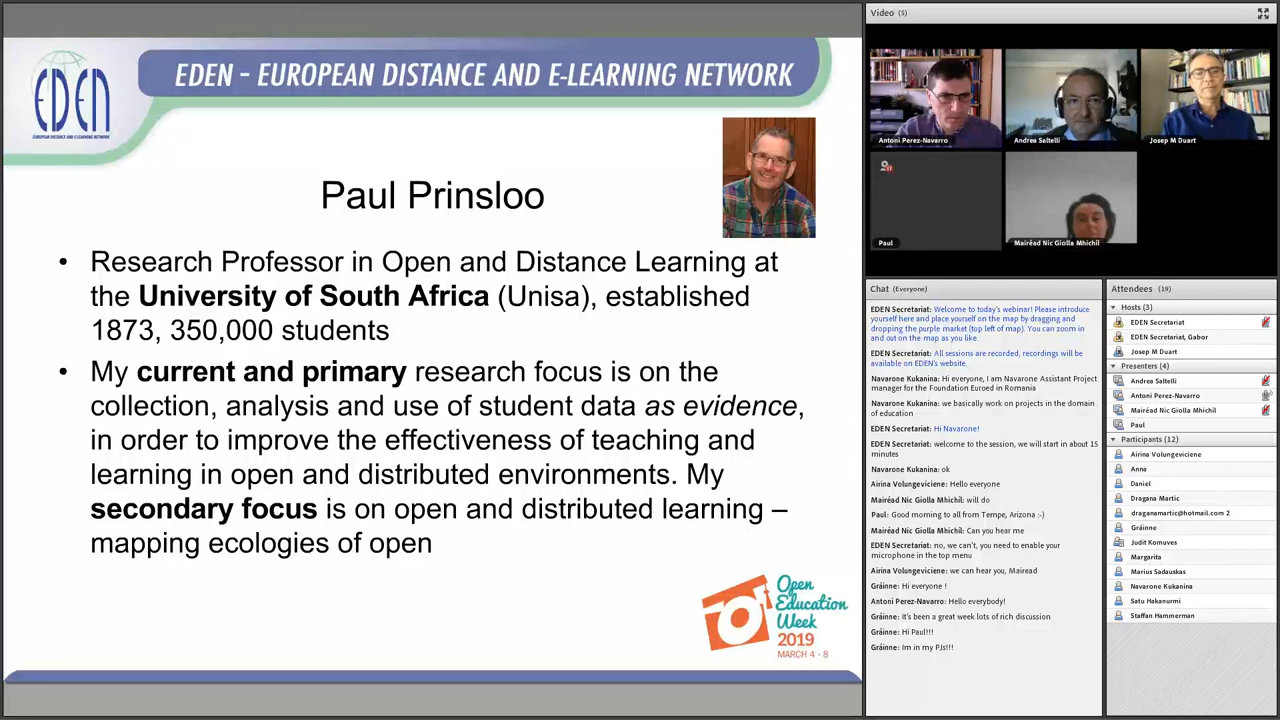 EDEN
EUROPEAN DISTANCE AND E-LEARNING NETWORK
EDEN – EUROPEAN DISTANCE AND E-LEARNING NETWORK
Paul Prinsloo
• Research Professor in Open and Distance Learning at
the University of South Africa (Unisa), established
1873, 350,000 students
• My current and primary research focus is on the
collection, analysis and use of student data as evidence,
in order to improve the effectiveness of teaching and
learning in open and distributed environments. My
secondary focus is on open and distributed learning –
mapping ecologies of open
Open
Education
Week
2019
MARCH 4 - 8
Video (5)
Antoni Perez-Navarro
Andrea Saltelli
Josep M Duart
Paul
Mairéad Nic Giolla Mhichíl
Chat (Everyone)
EDEN Secretariat: Welcome to today's webinar! Please introduce
yourself here and place yourself on the map by dragging and
dropping the purple market (top left of map). You can zoom in
and out on the map as you like.
EDEN Secretariat: All sessions are recorded, recordings will be
available on EDEN's website.
Navarone Kukanina: Hi everyone, I am Navarone Assistant Project
manager for the Foundation Euroed in Romania
Navarone Kukanina: we basically work on projects in the domain
of education
EDEN Secretariat: Hi Navarone!
EDEN Secretariat: welcome to the session, we will start in about 15
minutes
Navarone Kukanina: ok
Airina Volungeviciene: Hello everyone
Mairéad Nic Giolla Mhichíl: will do
Paul: Good morning to all from Tempe, Arizona :-)
Mairéad Nic Giolla Mhichíl: Can you hear me
EDEN Secretariat: no, we can't, you need to enable your
microphone in the top menu
Airina Volungeviciene: we can hear you, Mairead
Gráinne: Hi everyone !
Antoni Perez-Navarro: Hello everybody!
Gráinne: It's been a great week lots of rich discussion
Gráinne: Hi Paul!!!
Gráinne: Im in my PJs!!!
Attendees (19)
Hosts (3)
EDEN Secretariat
EDEN Secretariat, Gabor
Josep M Duart
Presenters (4)
Andrea Saltelli
Antoni Perez-Navarro
Mairéad Nic Giolla Mhichíl
Paul
Participants (12)
Airina Volungeviciene
Anna
Daniel
Dragana Martic
draganamartic@hotmail.com 2
Gráinne
Judit Komuves
Margarita
Marius Sadauskas
Navarone Kukanina
Satu Hakanurmi
Staffan Hammerman